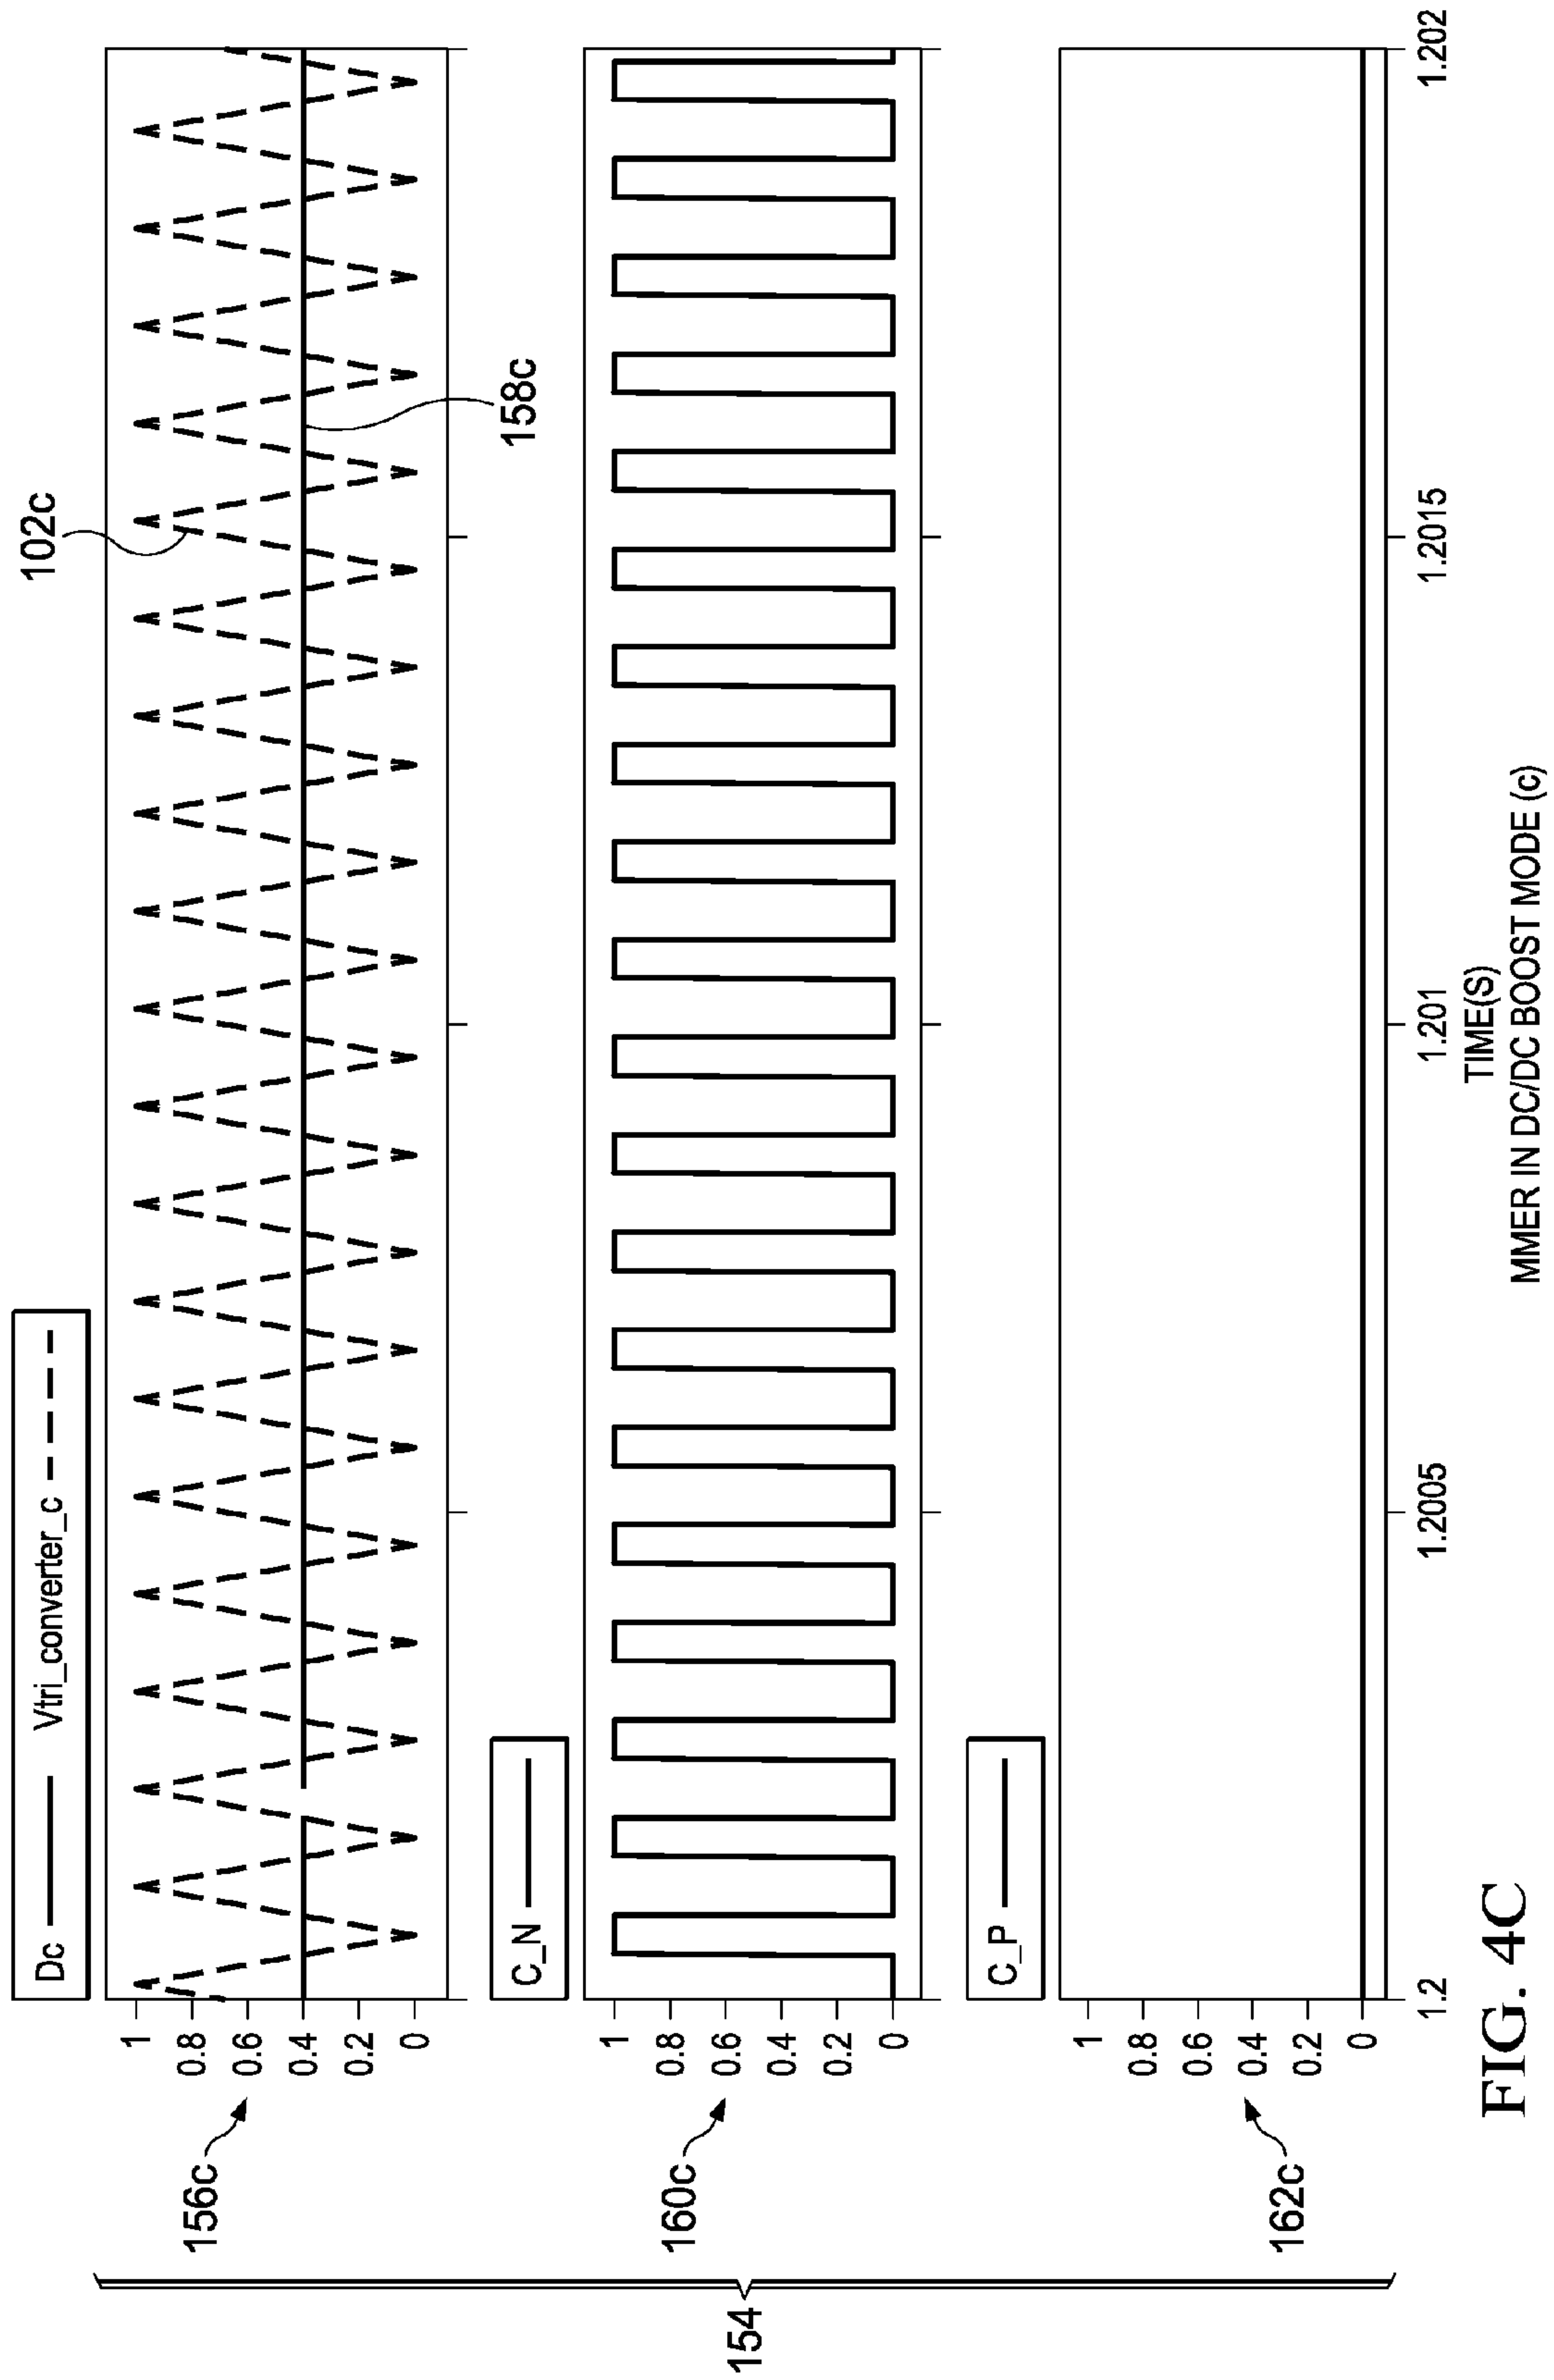 102c
Dc Vtri_converter_c
156c
1
0.8
0.6
0.4
0.2
0
158c
C_N
160c
1
0.8
0.6
0.4
0.2
0
C_P
162c
1
0.8
0.6
0.4
0.2
0
154
1.2 1.2005 1.201 1.2015 1.202
TIME(S)
MMER IN DC/DC BOOST MODE (c)
FIG. 4C